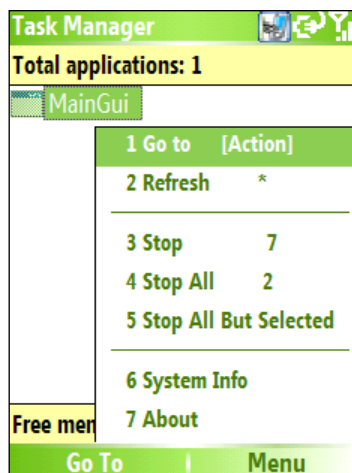 Task Manager
Total applications: 1
MainGui
1 Go to [Action]
2 Refresh *
3 Stop 7
4 Stop All 2
5 Stop All But Selected
6 System Info
7 About
Free mem
Go To Menu